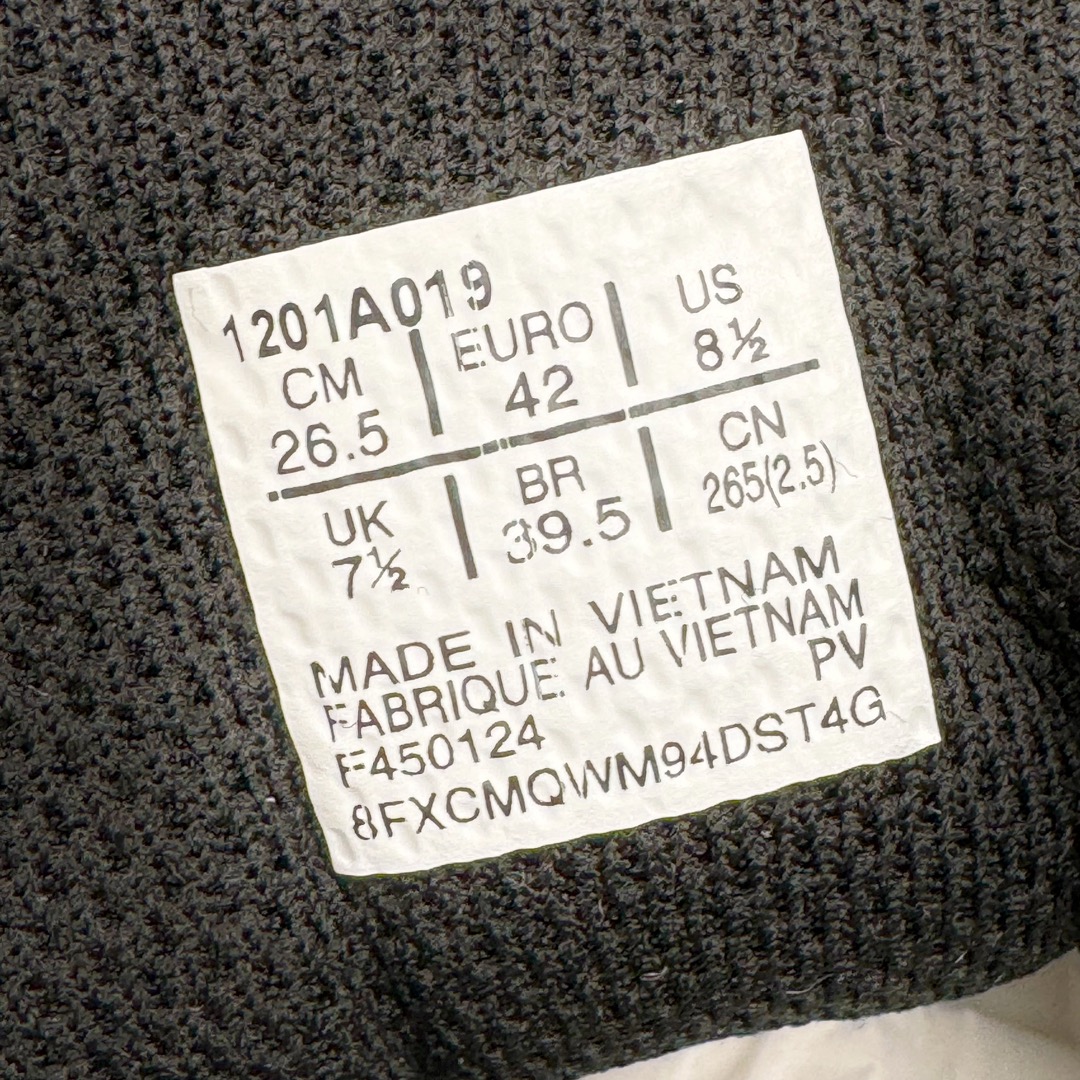 1201A019
CM EURO US
26.5 42 8½
UK BR CN
7½ 39.5 265(2.5)
MADE IN VIETNAM
FABRIQUE AU VIETNAM
PV
F450124
8FXCMQWM94DST4G